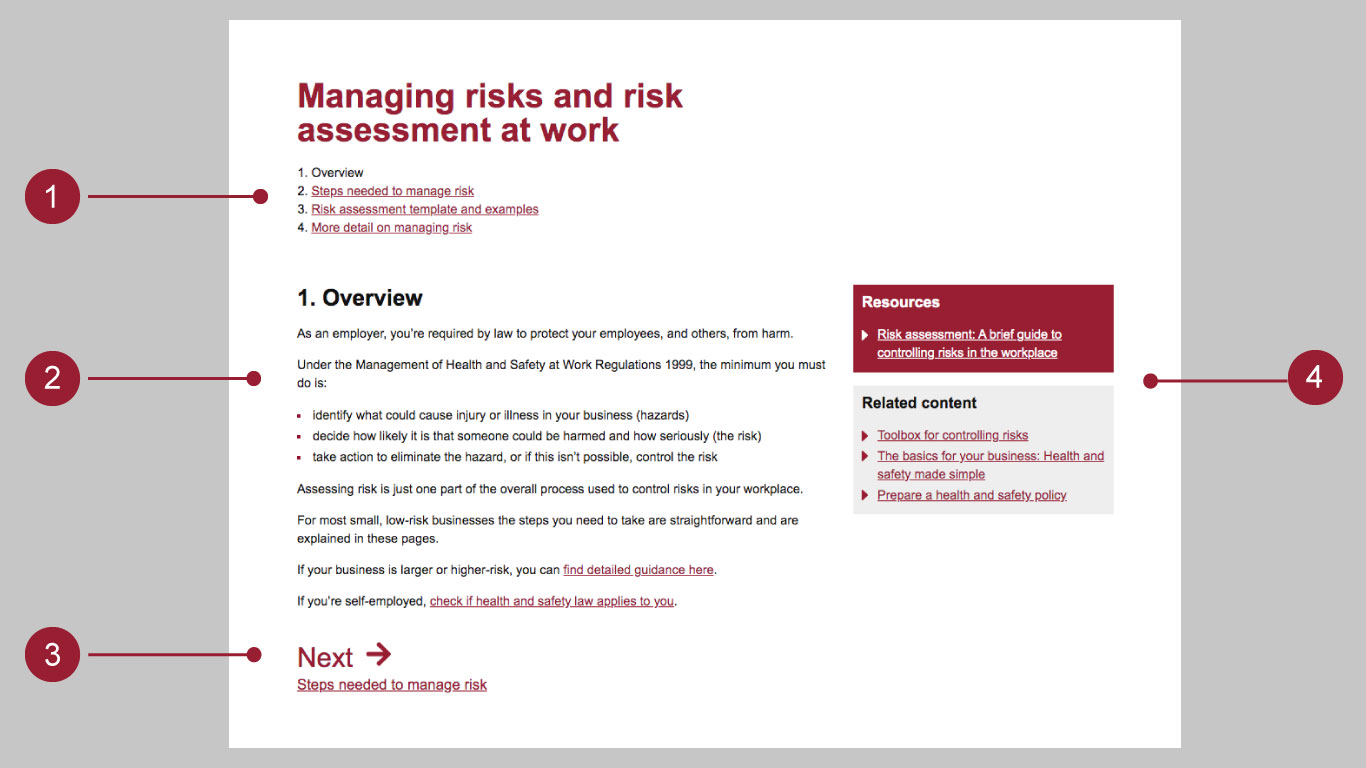 Managing risks and risk
assessment at work
1
1. Overview
2. Steps needed to manage risk
3. Risk assessment template and examples
4. More detail on managing risk
2
1. Overview
As an employer, you’re required by law to protect your employees, and others, from harm.
Under the Management of Health and Safety at Work Regulations 1999, the minimum you must
do is:
identify what could cause injury or illness in your business (hazards)
decide how likely it is that someone could be harmed and how seriously (the risk)
take action to eliminate the hazard, or if this isn’t possible, control the risk
Assessing risk is just one part of the overall process used to control risks in your workplace.
For most small, low-risk businesses the steps you need to take are straightforward and are
explained in these pages.
If your business is larger or higher-risk, you can find detailed guidance here.
If you’re self-employed, check if health and safety law applies to you.
3
Next
Steps needed to manage risk
4
Resources
Risk assessment: A brief guide to
controlling risks in the workplace
Related content
Toolbox for controlling risks
The basics for your business: Health and
safety made simple
Prepare a health and safety policy